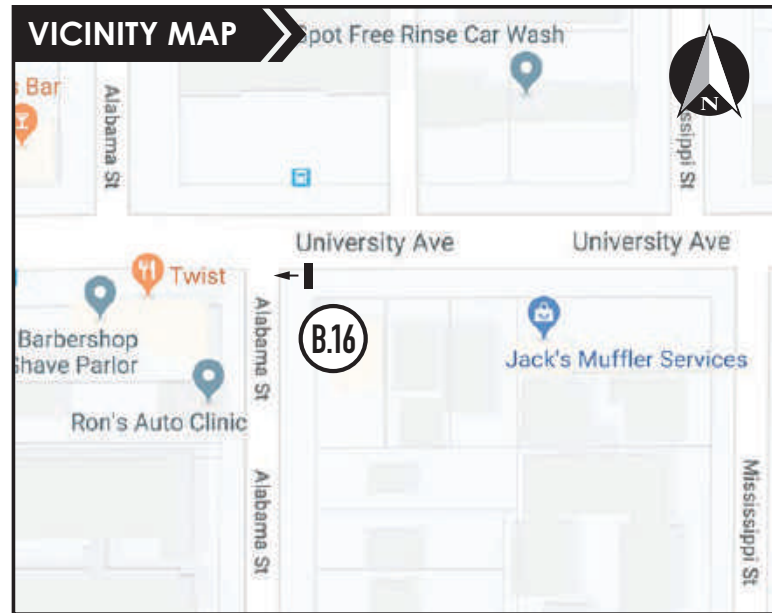 VICINITY MAP
Spot Free Rinse Car Wash
Bar
Alabama St
N
ssippi St
University Ave
University Ave
Twist
Alabama St
B.16
Barbershop
Shave Parlor
Jack's Muffler Services
Ron's Auto Clinic
Alabama St
Mississippi St